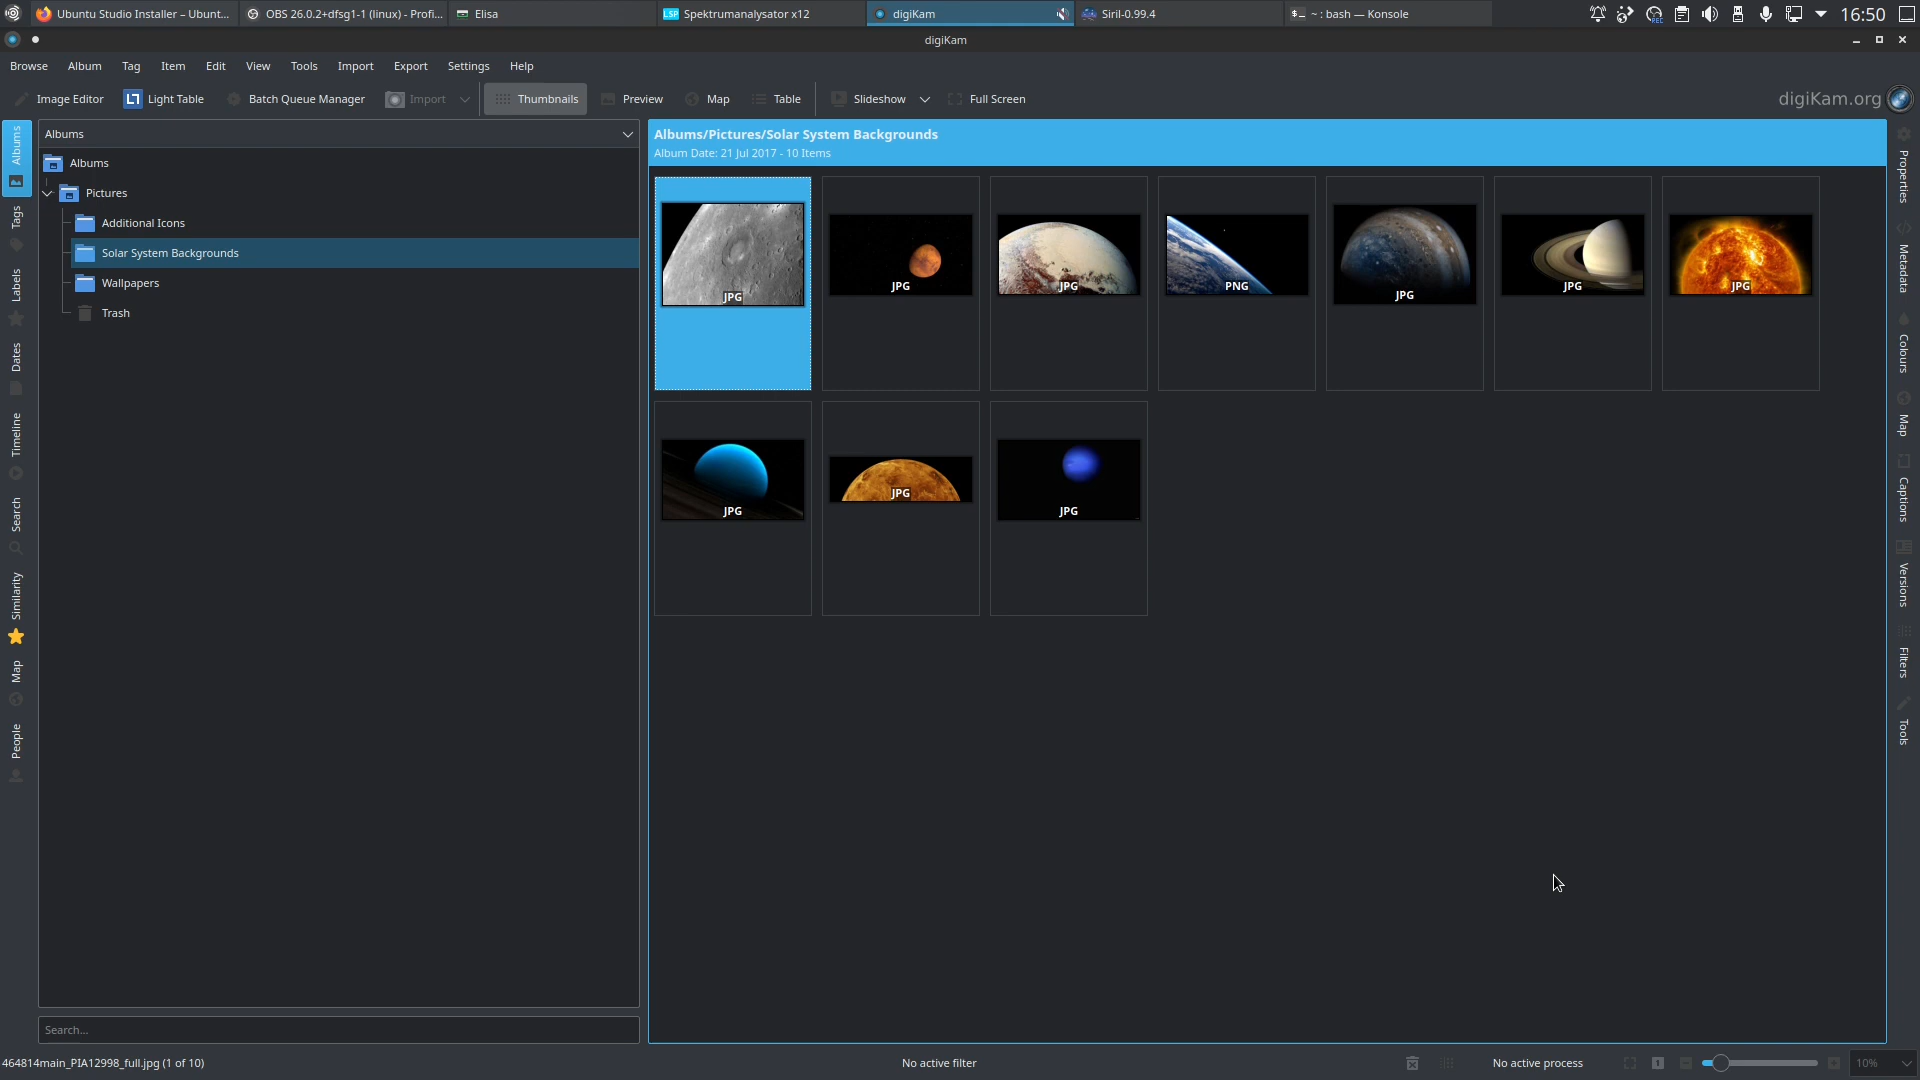 Ubuntu Studio Installer – Ubunt...
OBS 26.0.2+dfsg1-1 (linux) - Profi...
Elisa
LSP Spektrumanalysator x12
digiKam
Siril-0.99.4
~ : bash — Konsole
16:50
digiKam
Browse Album Tag Item Edit View Tools Import Export Settings Help
Image Editor LT Light Table Batch Queue Manager Import Thumbnails Preview Map Table Slideshow Full Screen digiKam.org
Albums
Tags
Labels
Dates
Timeline
Search
Similarity
Map
People
Albums
Albums
Pictures
Additional Icons
Solar System Backgrounds
Wallpapers
Trash
Search...
Albums/Pictures/Solar System Backgrounds
Album Date: 21 Jul 2017 - 10 Items
JPG JPG JPG PNG JPG JPG JPG
JPG JPG JPG
Properties
Metadata
Colours
Map
Captions
Versions
Filters
Tools
464814main_PIA12998_full.jpg (1 of 10)
No active filter
No active process
1
10%